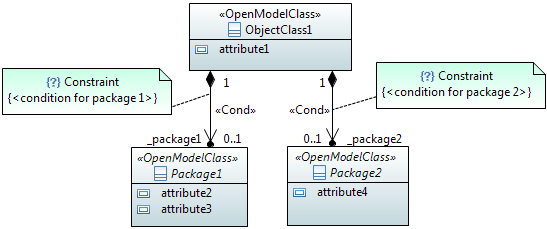 «OpenModelClass»
ObjectClass1
attribute1
{?} Constraint
{<condition for package 1>}
1
1
{?} Constraint
{<condition for package 2>}
«Cond»
«Cond»
_package1
0..1
0..1
_package2
«OpenModelClass»
Package1
attribute2
attribute3
«OpenModelClass»
Package2
attribute4